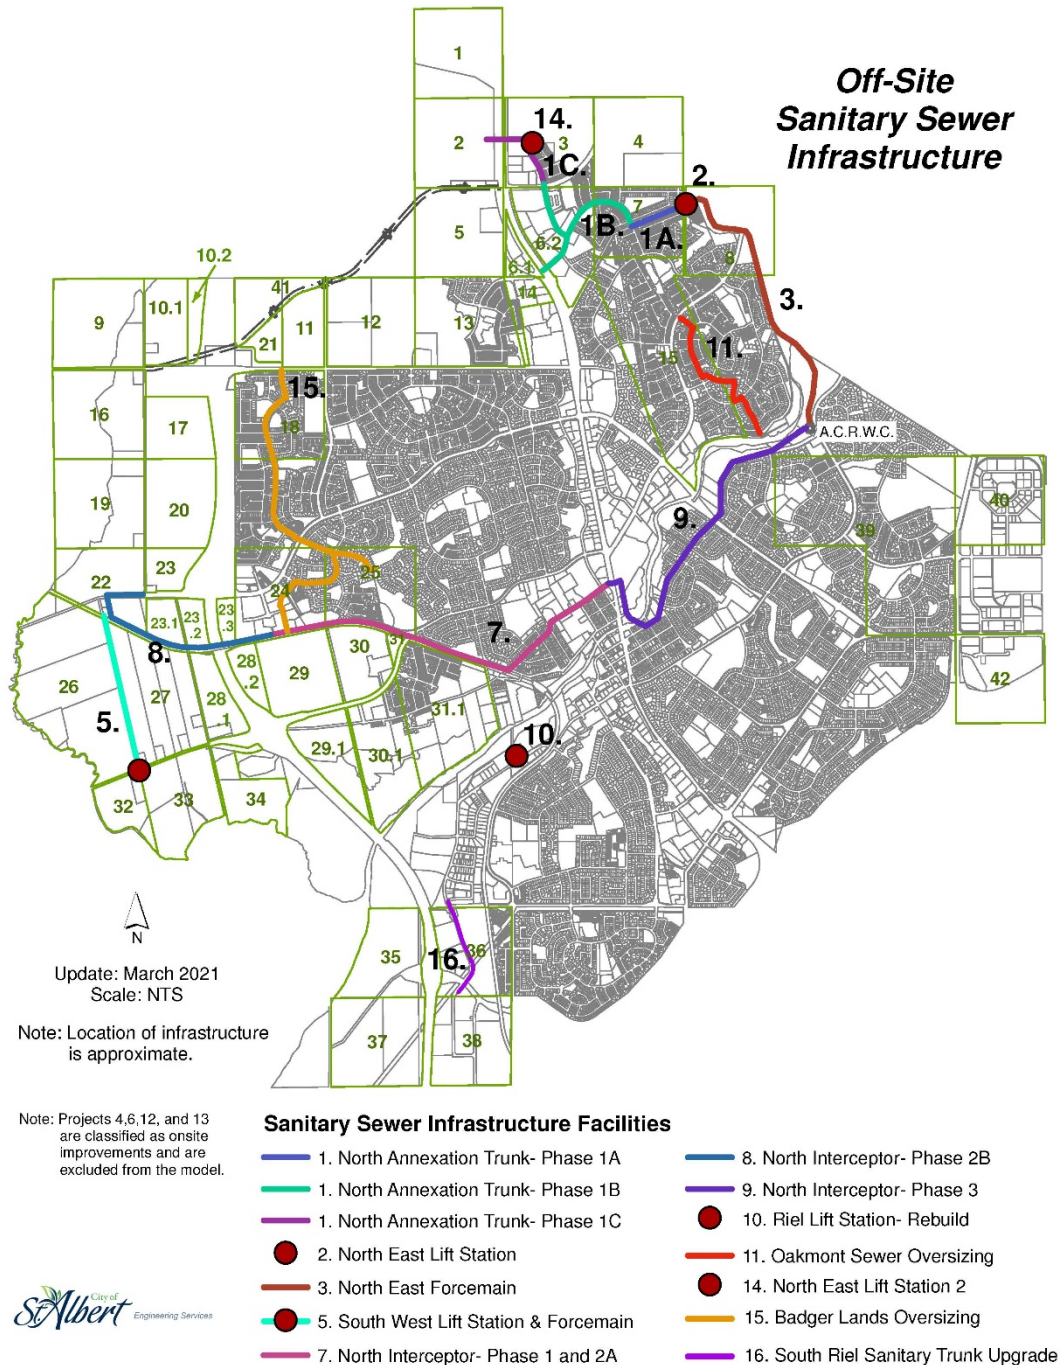 Off-Site
Sanitary Sewer
Infrastructure
1
14.
2
3
4
1C.
2.
7
5
1B.
1A.
6.2
8
6.1
10.2
41
14
3.
9
10.1
21
11
12
13
15
11.
15.
16
17
18
A.C.R.W.C.
19
20
9.
39
40
22
23
24
25
23.1
23
.2
23
.3
8.
7.
31
30
28
.2
29
42
26
27
28
1
31.1
5.
10.
29.1
30.1
32
33
34
N
35
16.
36
37
38
Update: March 2021
Scale: NTS
Note: Location of infrastructure
is approximate.
Note: Projects 4,6,12, and 13
are classified as onsite
improvements and are
excluded from the model.
Sanitary Sewer Infrastructure Facilities
1. North Annexation Trunk- Phase 1A
1. North Annexation Trunk- Phase 1B
1. North Annexation Trunk- Phase 1C
2. North East Lift Station
3. North East Forcemain
5. South West Lift Station & Forcemain
7. North Interceptor- Phase 1 and 2A
8. North Interceptor- Phase 2B
9. North Interceptor- Phase 3
10. Riel Lift Station- Rebuild
11. Oakmont Sewer Oversizing
14. North East Lift Station 2
15. Badger Lands Oversizing
16. South Riel Sanitary Trunk Upgrade
City of
St. Albert
Engineering Services